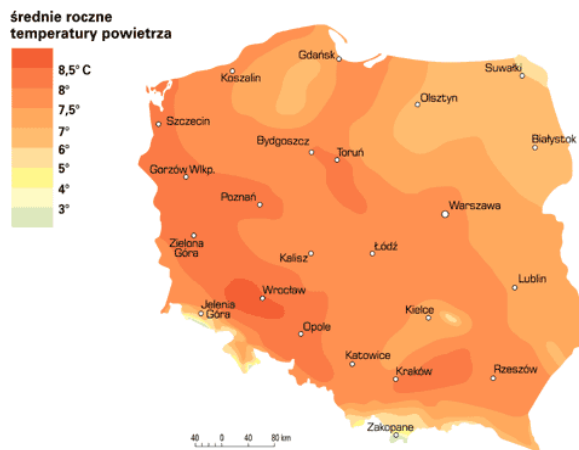 średnie roczne
temperatury powietrza
8,5° C
8°
7,5°
7°
6°
5°
4°
3°
Gdańsk
Koszalin
Suwałki
Olsztyn
Szczecin
Białystok
Bydgoszcz
Toruń
Gorzów Wlkp.
Poznań
Warszawa
Zielona
Góra
Kalisz
Łódź
Lublin
Wrocław
Jelenia
Góra
Kielce
Opole
Katowice
Kraków
Rzeszów
Zakopane
40 0 40 80 km